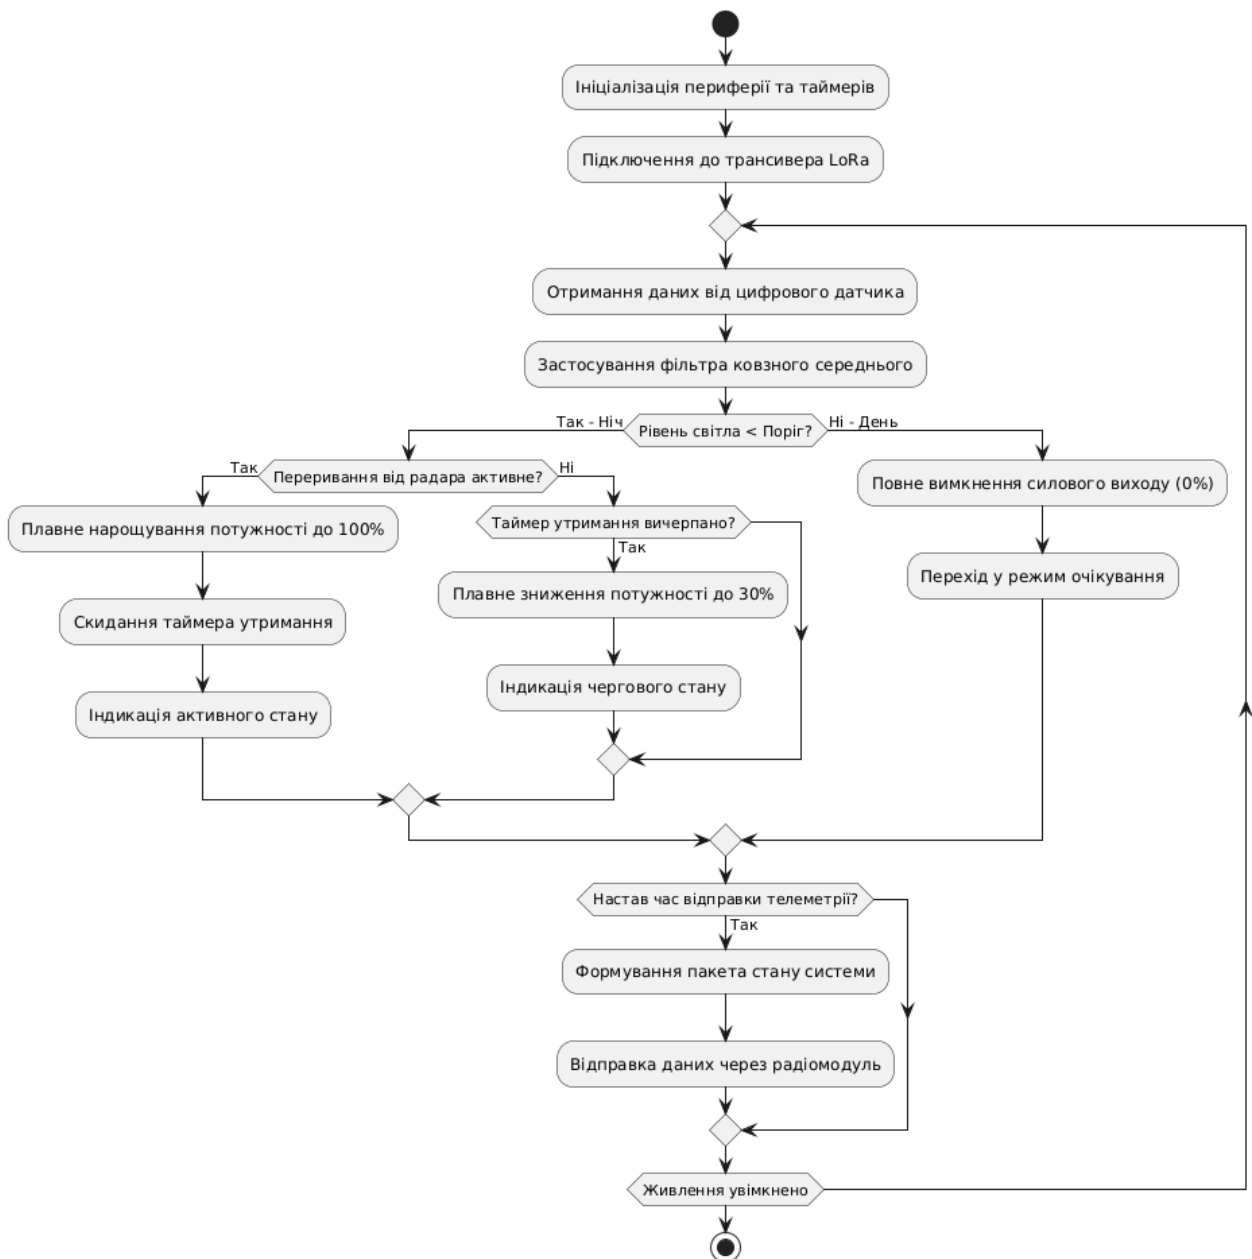 Ініціалізація периферії та таймерів
Підключення до трансивера LoRa
Отримання даних від цифрового датчика
Застосування фільтра ковзного середнього
Так - Ніч
Рівень світла < Поріг?
Ні - День
Так
Переривання від радара активне?
Ні
Повне вимкнення силового виходу (0%)
Плавне нарощування потужності до 100%
Таймер утримання вичерпано?
Так
Перехід у режим очікування
Плавне зниження потужності до 30%
Скидання таймера утримання
Індикація чергового стану
Індикація активного стану
Настав час відправки телеметрії?
Так
Формування пакета стану системи
Відправка даних через радіомодуль
Живлення увімкнено